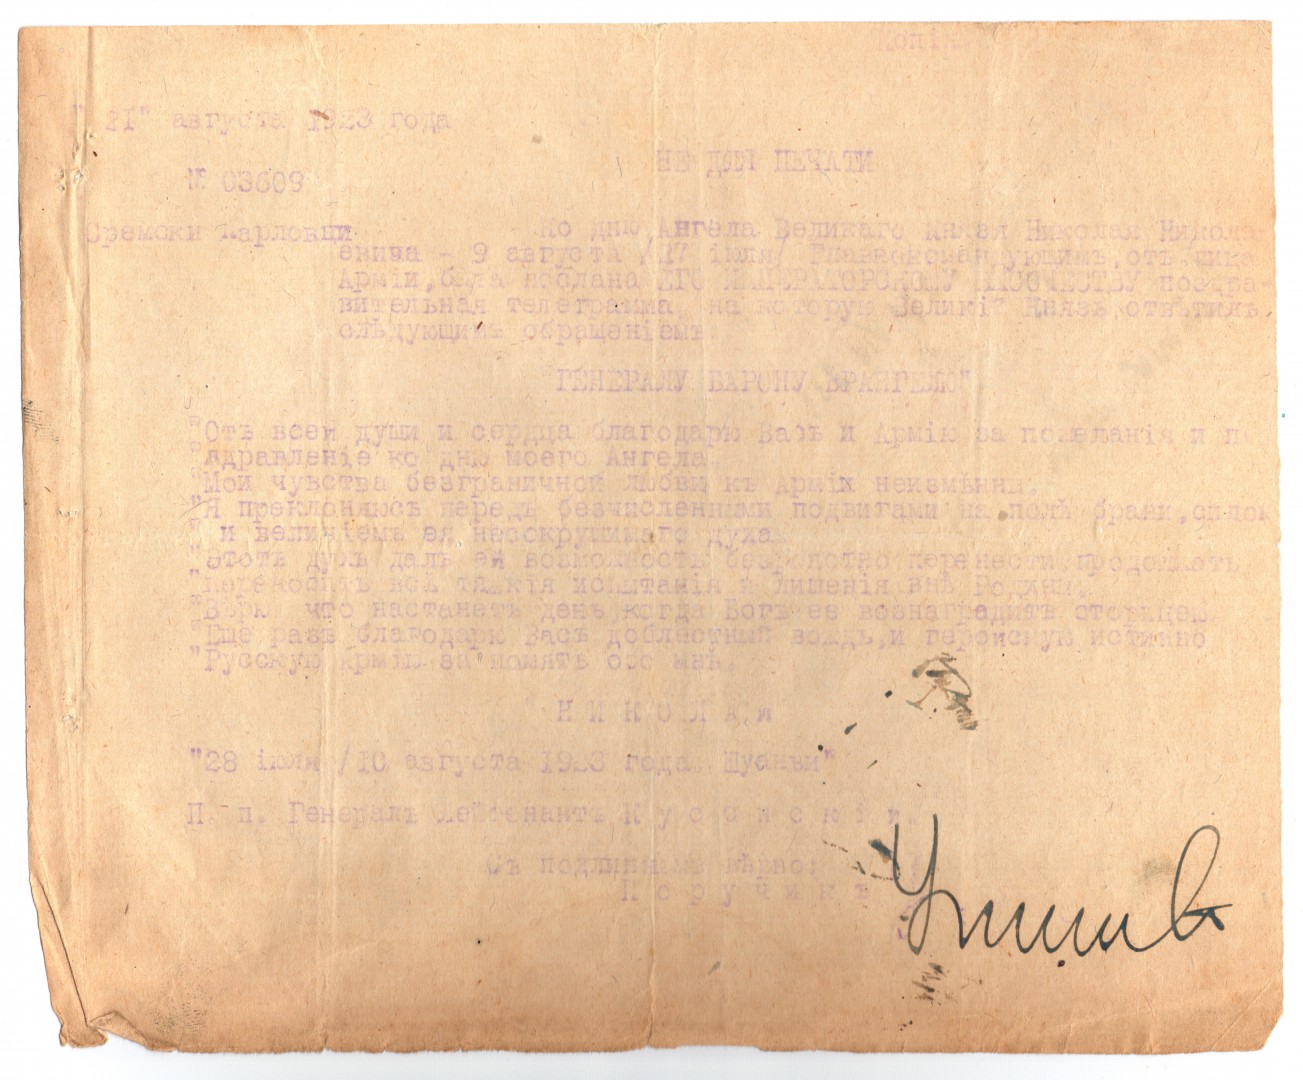 Копія
"21" августа 1923 года
НЕ ДЛЯ ПЕЧАТИ
№ 03609
Сремски Карловци
Ко дню Ангела Великаго Князя Николая Никола-
евича - 9 августа /27 іюля/ Главнокомандующимъ, отъ лица
Арміи, была послана ЕГО ИМПЕРАТОРСКОМУ ВЫСОЧЕСТВУ поздра-
вительная телеграмма, на которую Великій Князь отвѣтилъ
слѣдующимъ обращеніемъ:
"ГЕНЕРАЛУ БАРОНУ ВРАНГЕЛЮ"
"Отъ всей души и сердца благодарю Васъ и Армію за пожеланія и по
"здравленіе ко дню моего Ангела.
"Мои чувства безграничной любви къ Арміи неизмѣнны.
"Я преклоняюсь передъ безчисленными подвигами на полѣ брани,
" и величіемъ ея несокрушимаго духа.
"Этотъ духъ далъ ей возможность безропотно перенести, продолжать
"переносить всѣ тяжкія испытанія и лишенія внѣ Родины.
"Вѣрю, что настанетъ день когда Богъ ее вознаградитъ сторицею.
"Еще разъ благодарю Васъ доблестный вождь, и геройскую истинно
"Русскую Армію за память обо мнѣ.
Н И К О Л А Й
"28 іюля /10 августа 1923 года. Шуаньи"
П. п. Генералъ Лейтенантъ К у с о н с к і й.
Съ подлиннымъ вѣрно:
П о р у ч и к ъ